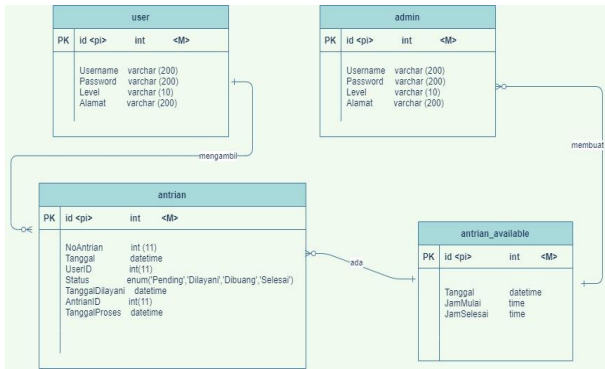 user
PK id <pi> int <M>
Username varchar (200)
Password varchar (200)
Level varchar (10)
Alamat varchar (200)
admin
PK id <pi> int <M>
Username varchar (200)
Password varchar (200)
Level varchar (10)
Alamat varchar (200)
mengambil
membuat
antrian
PK id <pi> int <M>
NoAntrian int (11)
Tanggal datetime
UserID int(11)
Status enum('Pending','Dilayani','Dibuang','Selesai')
TanggalDilayani datetime
AntrianID int(11)
TanggalProses datetime
ada
antrian_available
PK id <pi> int <M>
Tanggal datetime
JamMulai time
JamSelesai time